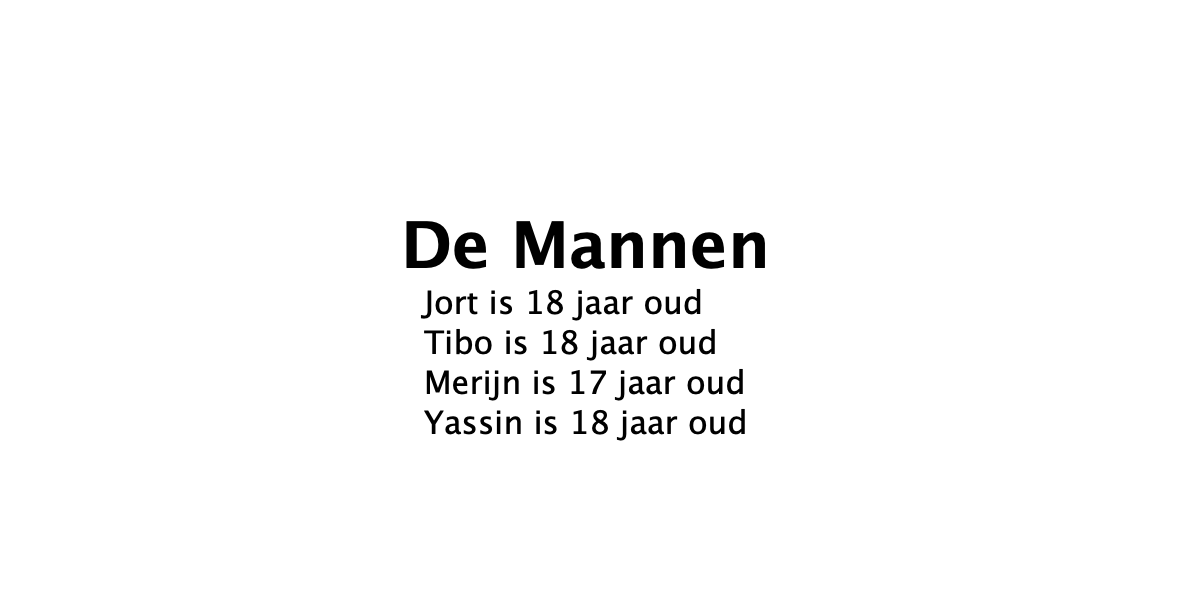 De Mannen
Jort is 18 jaar oud
Tibo is 18 jaar oud
Merijn is 17 jaar oud
Yassin is 18 jaar oud